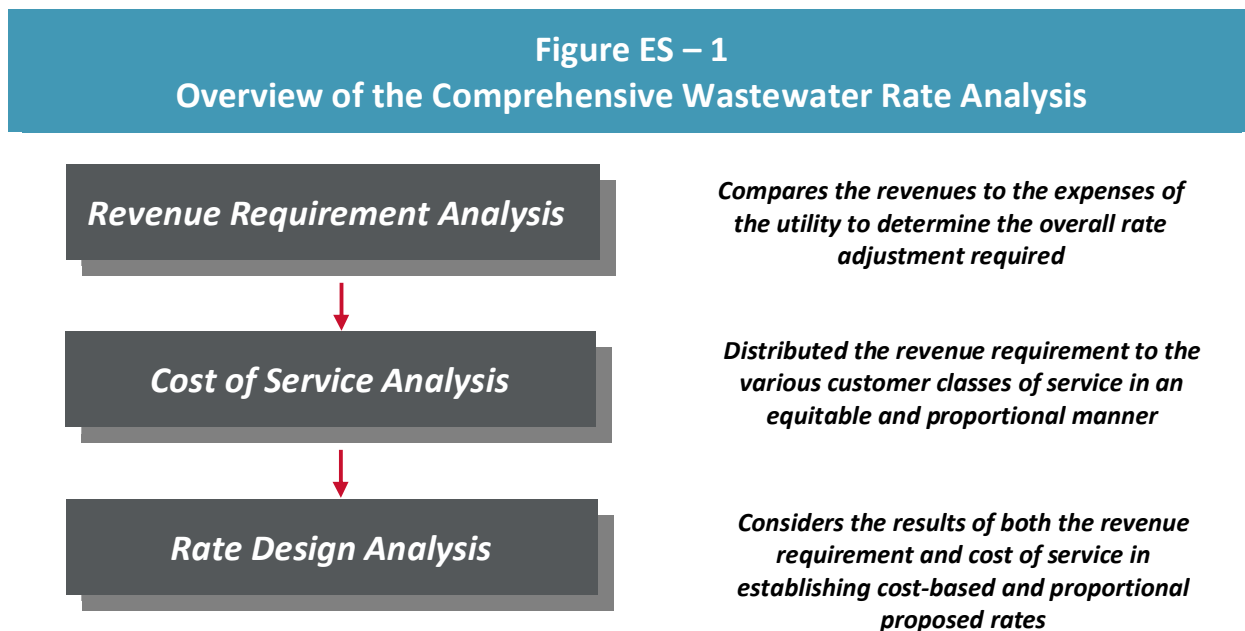 Figure ES – 1
Overview of the Comprehensive Wastewater Rate Analysis
Revenue Requirement Analysis
Compares the revenues to the expenses of
the utility to determine the overall rate
adjustment required
Cost of Service Analysis
Distributed the revenue requirement to the
various customer classes of service in an
equitable and proportional manner
Rate Design Analysis
Considers the results of both the revenue
requirement and cost of service in
establishing cost-based and proportional
proposed rates